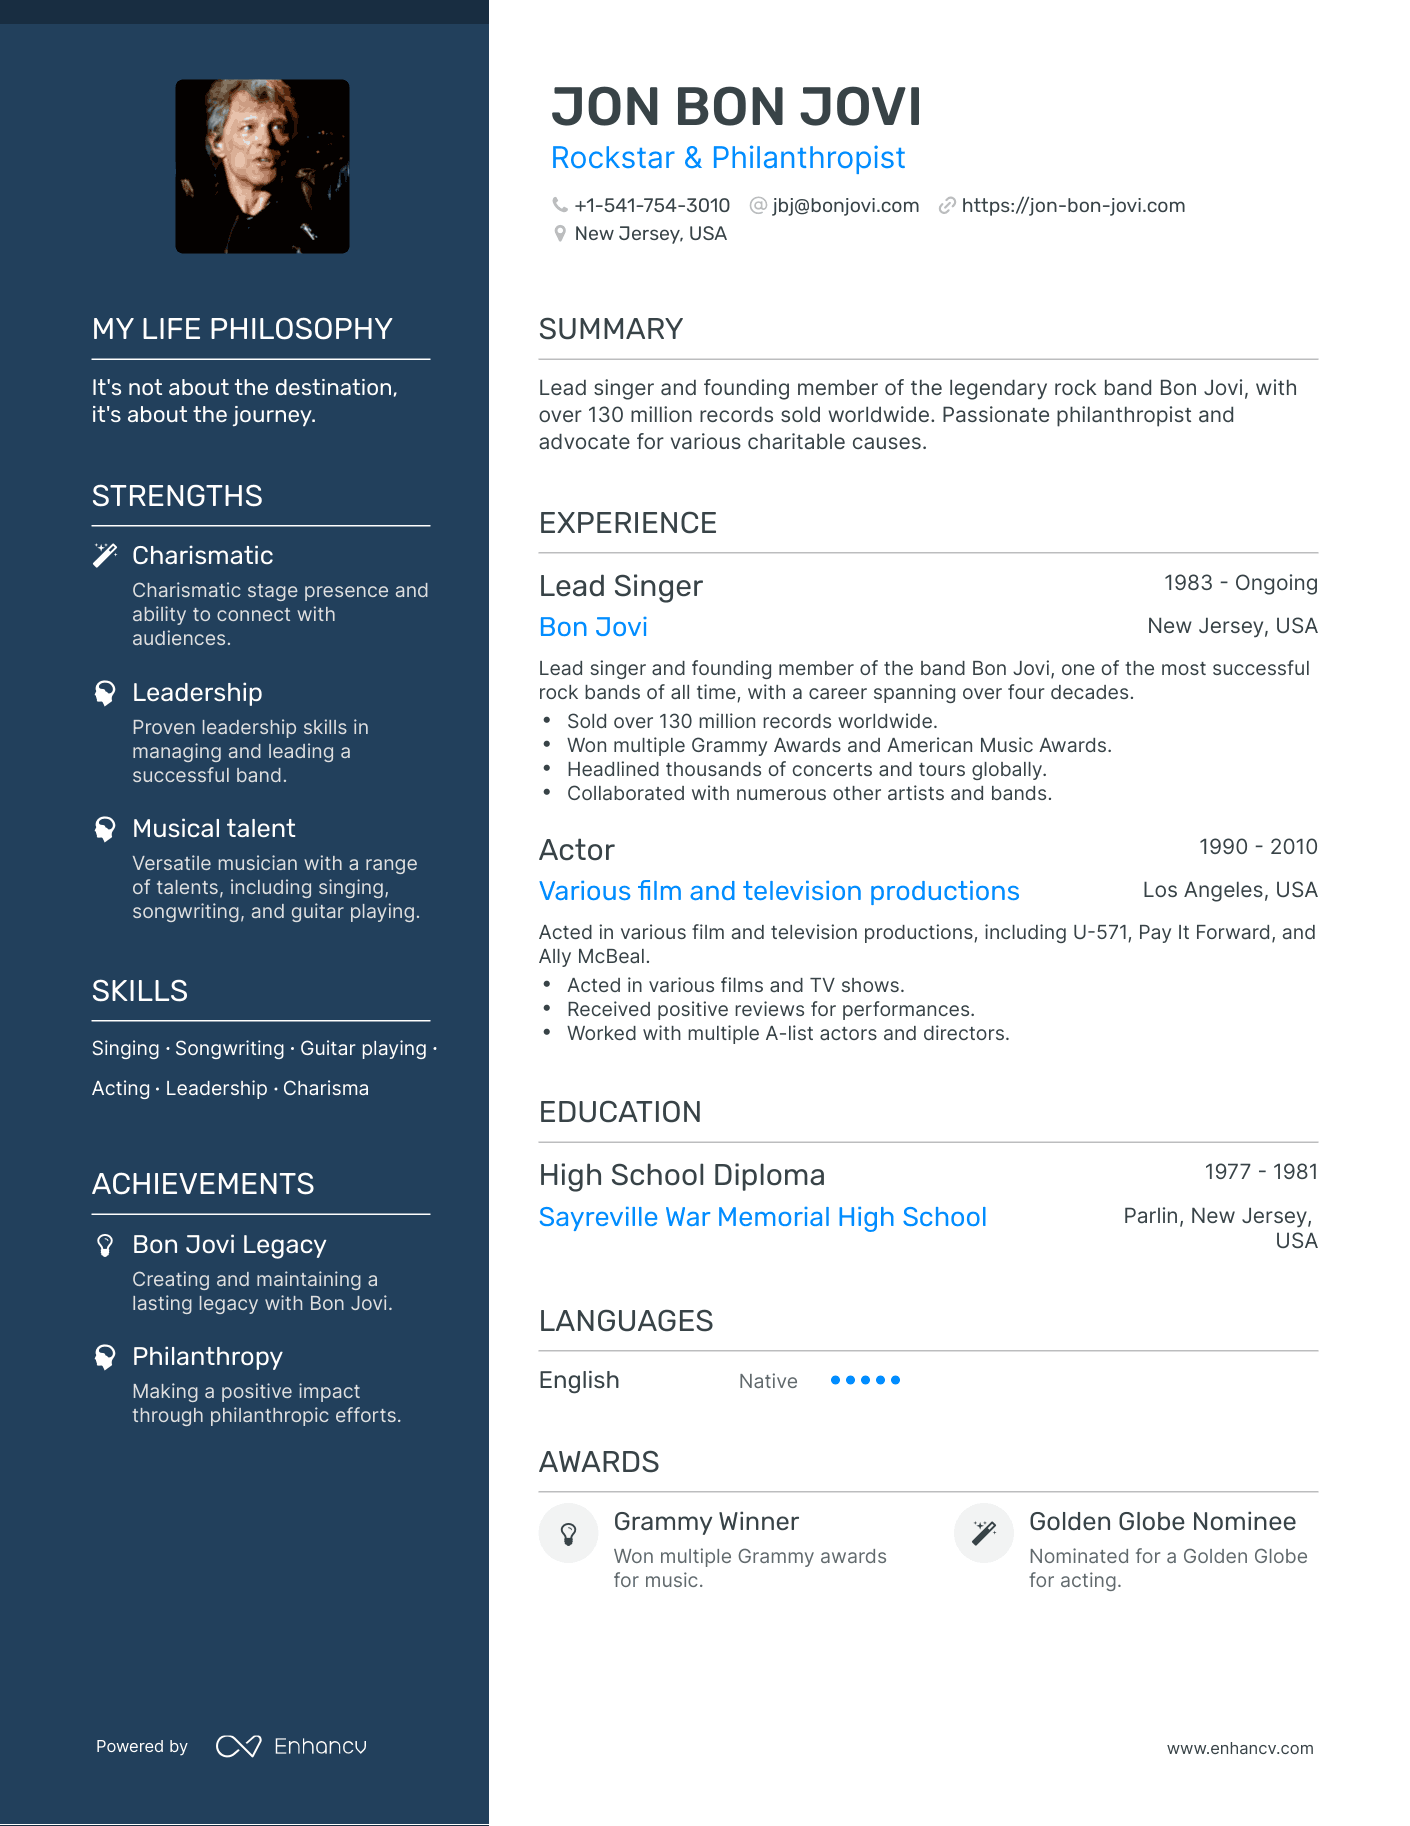 JON BON JOVI
Rockstar & Philanthropist
+1-541-754-3010 jbj@bonjovi.com https://jon-bon-jovi.com
New Jersey, USA
MY LIFE PHILOSOPHY
It's not about the destination,
it's about the journey.
STRENGTHS
Charismatic
Charismatic stage presence and
ability to connect with
audiences.
Leadership
Proven leadership skills in
managing and leading a
successful band.
Musical talent
Versatile musician with a range
of talents, including singing,
songwriting, and guitar playing.
SKILLS
Singing · Songwriting · Guitar playing ·
Acting · Leadership · Charisma
ACHIEVEMENTS
Bon Jovi Legacy
Creating and maintaining a
lasting legacy with Bon Jovi.
Philanthropy
Making a positive impact
through philanthropic efforts.
SUMMARY
Lead singer and founding member of the legendary rock band Bon Jovi, with
over 130 million records sold worldwide. Passionate philanthropist and
advocate for various charitable causes.
EXPERIENCE
Lead Singer 1983 - Ongoing
Bon Jovi New Jersey, USA
Lead singer and founding member of the band Bon Jovi, one of the most successful
rock bands of all time, with a career spanning over four decades.
• Sold over 130 million records worldwide.
• Won multiple Grammy Awards and American Music Awards.
• Headlined thousands of concerts and tours globally.
• Collaborated with numerous other artists and bands.
Actor 1990 - 2010
Various film and television productions Los Angeles, USA
Acted in various film and television productions, including U-571, Pay It Forward, and
Ally McBeal.
• Acted in various films and TV shows.
• Received positive reviews for performances.
• Worked with multiple A-list actors and directors.
EDUCATION
High School Diploma 1977 - 1981
Sayreville War Memorial High School Parlin, New Jersey,
USA
LANGUAGES
English Native
AWARDS
Grammy Winner
Won multiple Grammy awards
for music.
Golden Globe Nominee
Nominated for a Golden Globe
for acting.
Powered by Enhancv
www.enhancv.com